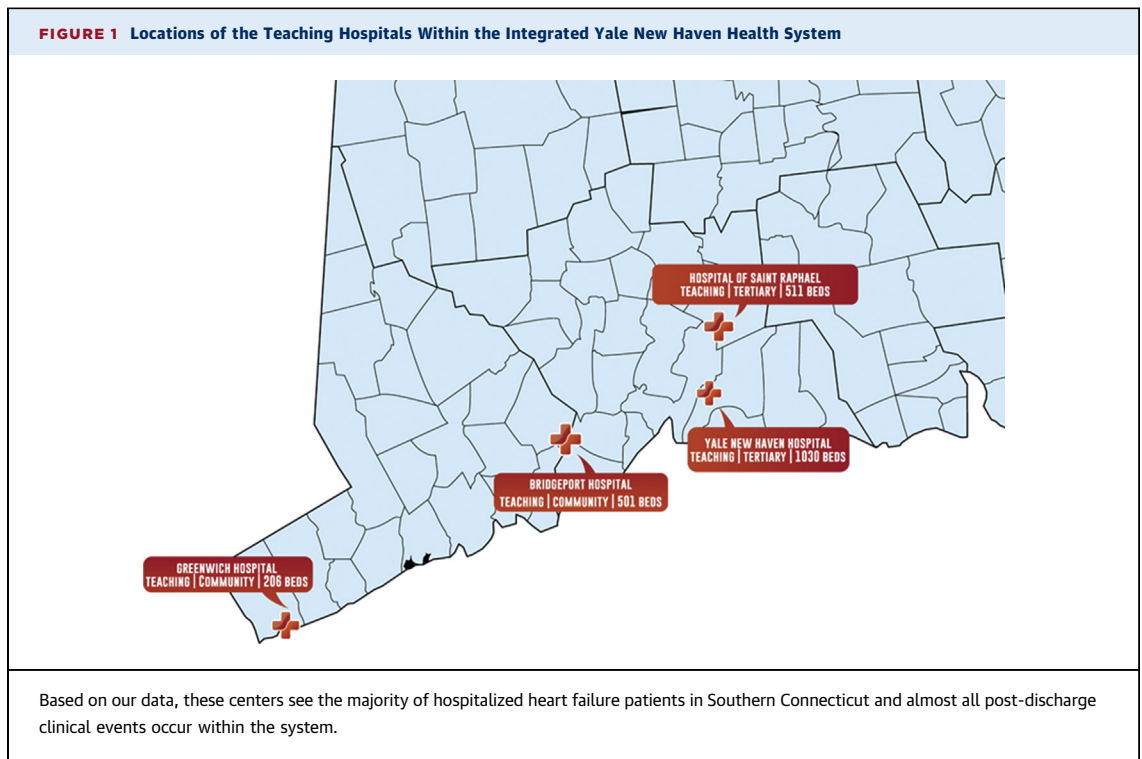 FIGURE 1 Locations of the Teaching Hospitals Within the Integrated Yale New Haven Health System
HOSPITAL OF SAINT RAPHAEL
TEACHING | TERTIARY | 511 BEDS
YALE NEW HAVEN HOSPITAL
TEACHING | TERTIARY | 1030 BEDS
BRIDGEPORT HOSPITAL
TEACHING | COMMUNITY | 501 BEDS
GREENWICH HOSPITAL
TEACHING | COMMUNITY | 206 BEDS
Based on our data, these centers see the majority of hospitalized heart failure patients in Southern Connecticut and almost all post-discharge
clinical events occur within the system.